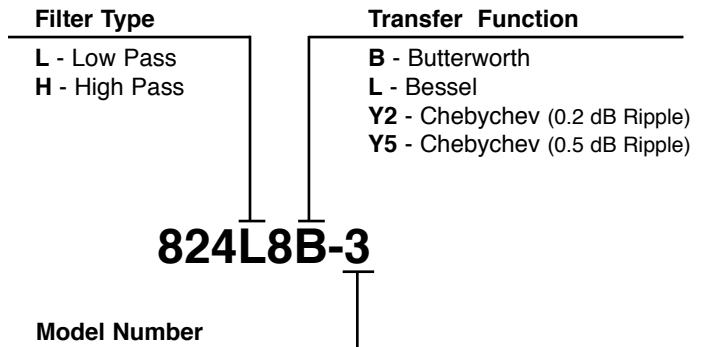 Filter Type
L - Low Pass
H - High Pass
Transfer Function
B - Butterworth
L - Bessel
Y2 - Chebychev (0.2 dB Ripple)
Y5 - Chebychev (0.5 dB Ripple)
824L8B-3
Model Number